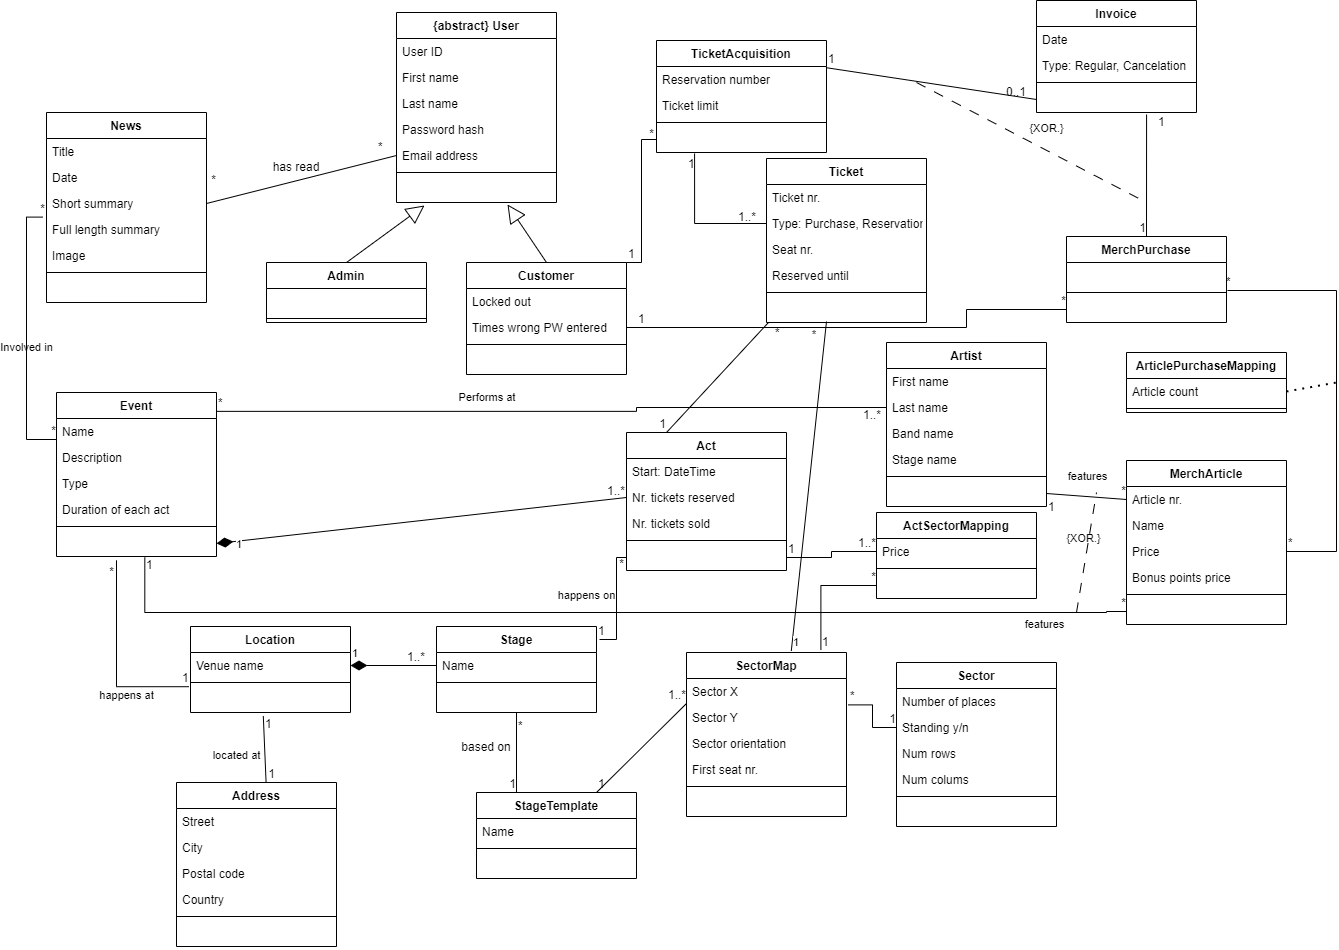 Invoice
Date
Type: Regular, Cancelation
{abstract} User
User ID
First name
Last name
Password hash
Email address
TicketAcquisition
Reservation number
Ticket limit
1
0..1
{XOR.}
1
1
News
Title
Date
Short summary
Full length summary
Image
has read
*
*
*
*
1
1
1..*
Ticket
Ticket nr.
Type: Purchase, Reservation
Seat nr.
Reserved until
MerchPurchase
*
*
Admin
Customer
Locked out
Times wrong PW entered
1
*
*
Involved in
*
Artist
First name
Last name
Band name
Stage name
ArticlePurchaseMapping
Article count
Event
Name
Description
Type
Duration of each act
*
Performs at
1..*
1
Act
Start: DateTime
Nr. tickets reserved
Nr. tickets sold
1..*
1
features
*
1
{XOR.}
MerchArticle
Article nr.
Name
Price
Bonus points price
*
*
features
ActSectorMapping
Price
1
1..*
*
*
1
*
happens on
1
Location
Venue name
1
1..*
1
happens at
Stage
Name
1
1
SectorMap
Sector X
Sector Y
Sector orientation
First seat nr.
1..*
*
1
Sector
Number of places
Standing y/n
Num rows
Num colums
*
based on
1
1
StageTemplate
Name
1
located at
1
Address
Street
City
Postal code
Country